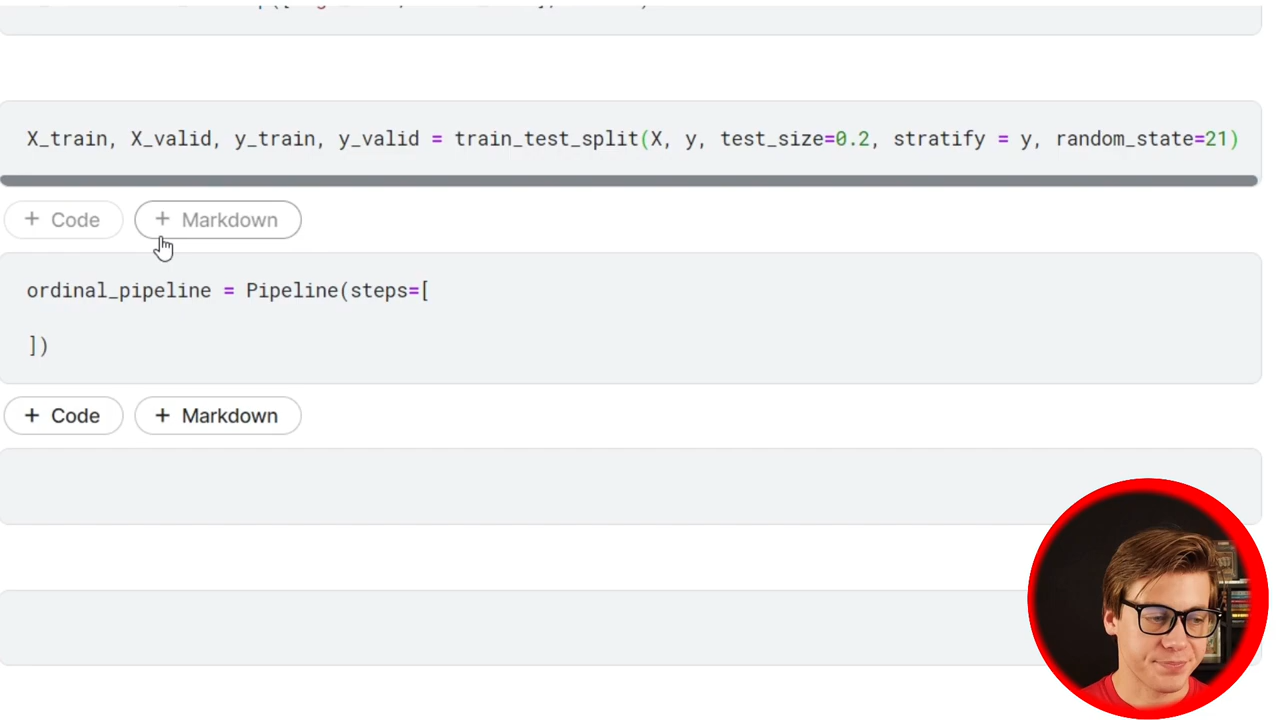 X_train, X_valid, y_train, y_valid = train_test_split(X, y, test_size=0.2, stratify = y, random_state=21)
+ Code + Markdown
ordinal_pipeline = Pipeline(steps=[
])
+ Code + Markdown